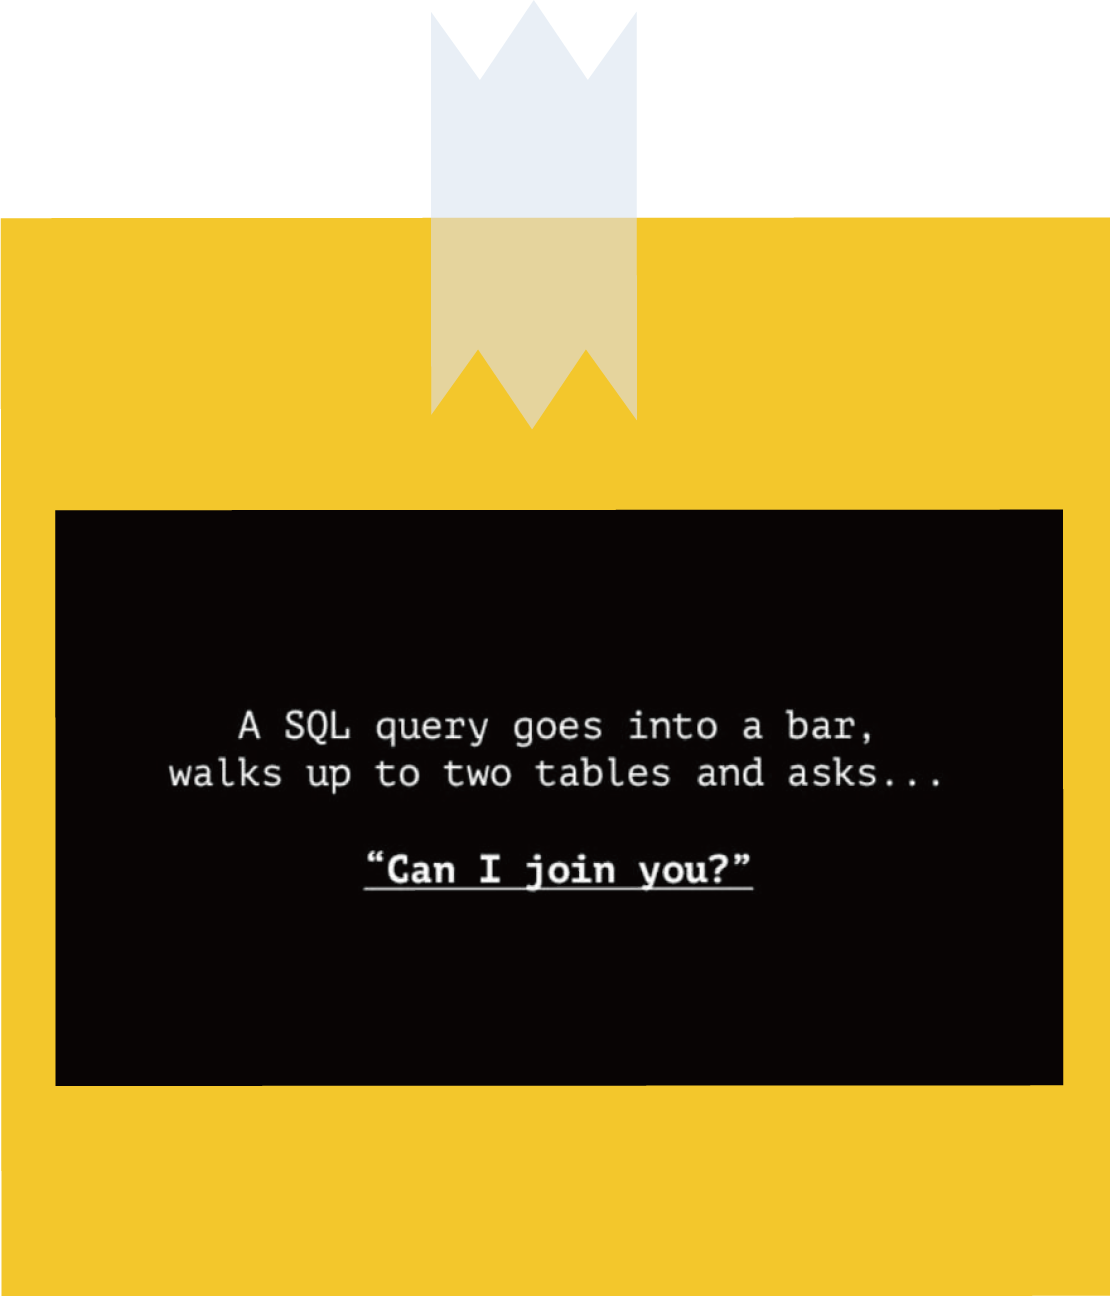 A SQL query goes into a bar,
walks up to two tables and asks...
“Can I join you?”